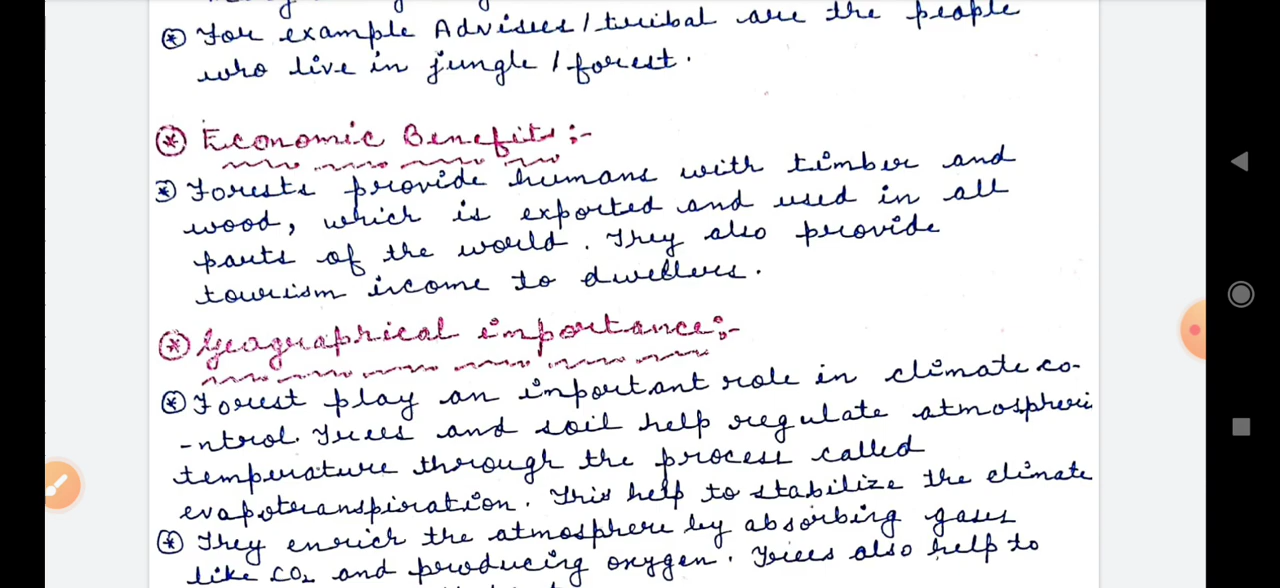 ⊛ For example Advises/tribal are the people
who live in jungle / forest.
⊛ Economic Benefits:-
⊛ Forests provide humans with timber and
wood, which is exported and used in all
parts of the world. They also provide
tourism income to dwellers.
⊛ Geographical importance:-
⊛ Forest play an important role in climate co-
-ntrol. Trees and soil help regulate atmospheri
temperature through the process called
evapotranspiration. This help to stabilize the climate
⊛ They enrich the atmosphere by absorbing gases
like CO₂ and producing oxygen. Trees also help to